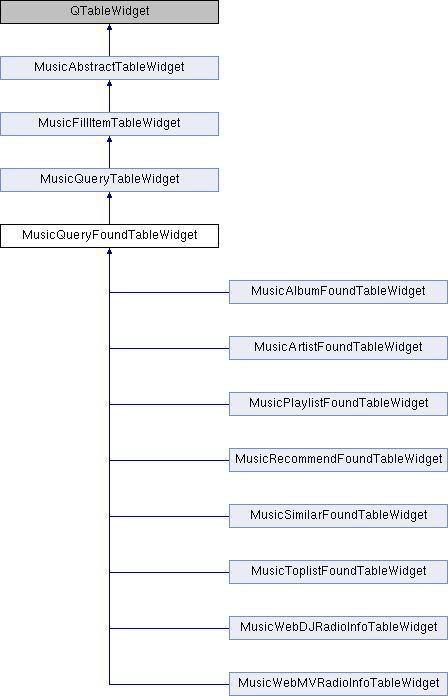 QTableWidget
MusicAbstractTableWidget
MusicFillItemTableWidget
MusicQueryTableWidget
MusicQueryFoundTableWidget
MusicAlbumFoundTableWidget
MusicArtistFoundTableWidget
MusicPlaylistFoundTableWidget
MusicRecommendFoundTableWidget
MusicSimilarFoundTableWidget
MusicToplistFoundTableWidget
MusicWebDJRadioInfoTableWidget
MusicWebMVRadioInfoTableWidget